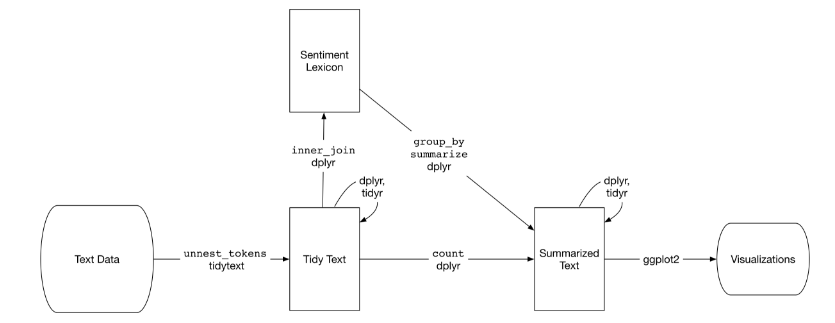 Sentiment
Lexicon
inner_join
dplyr
group_by
summarize
dplyr
dplyr,
tidyr
dplyr,
tidyr
Text Data
unnest_tokens
tidytext
Tidy Text
count
dplyr
Summarized
Text
ggplot2
Visualizations